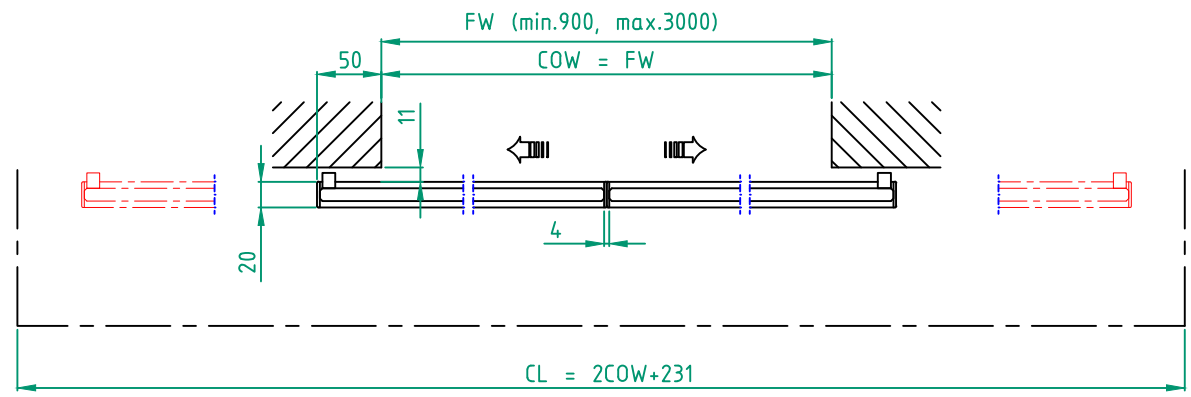 FW (min.900, max.3000)
50
COW = FW
11
4
20
CL = 2COW+231